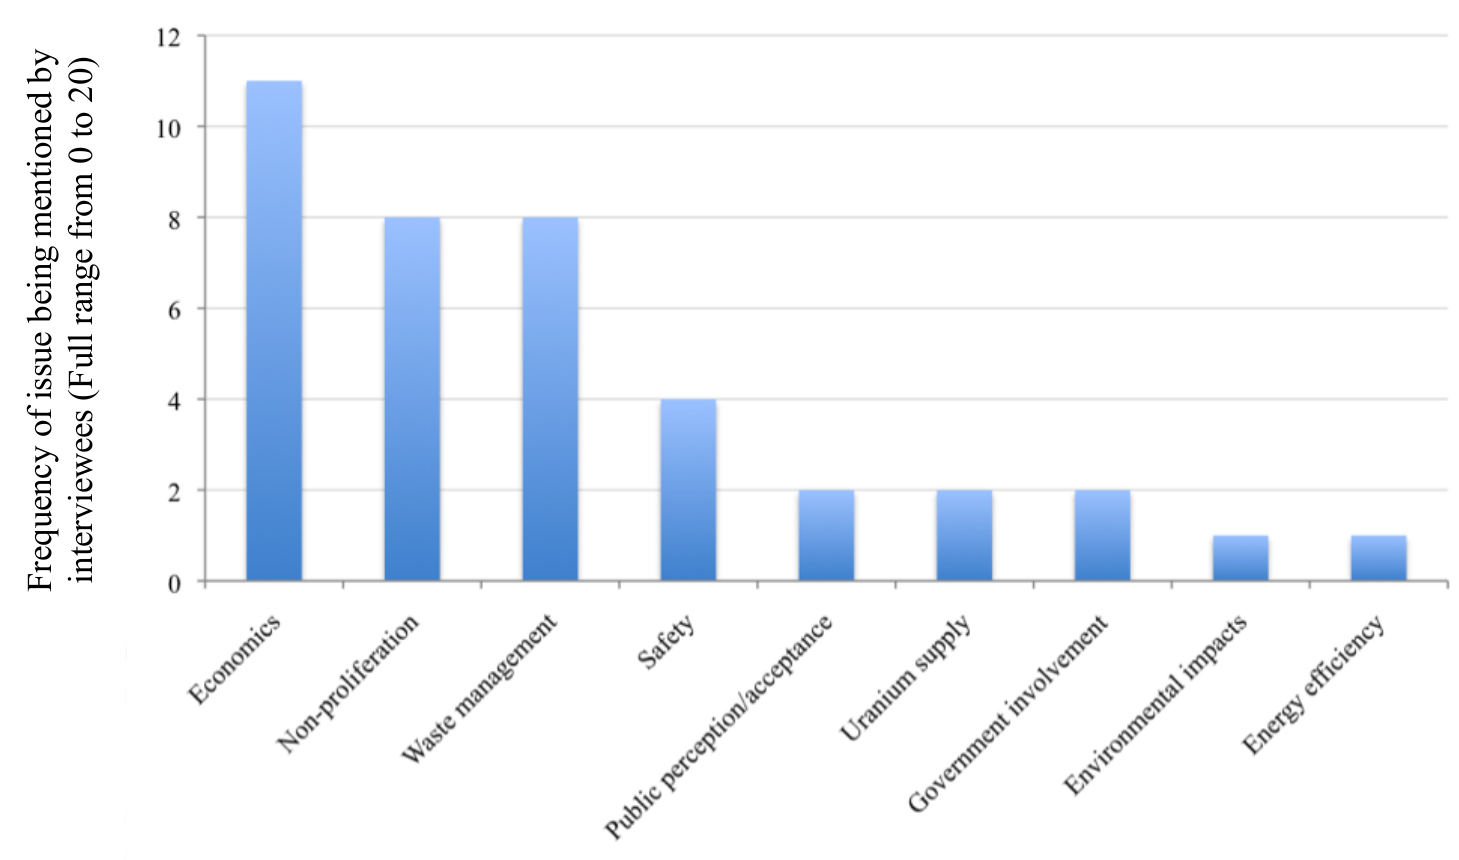 Frequency of issue being mentioned by
interviewees (Full range from 0 to 20)
12
10
8
6
4
2
0
Economics
Non-proliferation
Waste management
Safety
Public perception/acceptance
Uranium supply
Government involvement
Environmental impacts
Energy efficiency